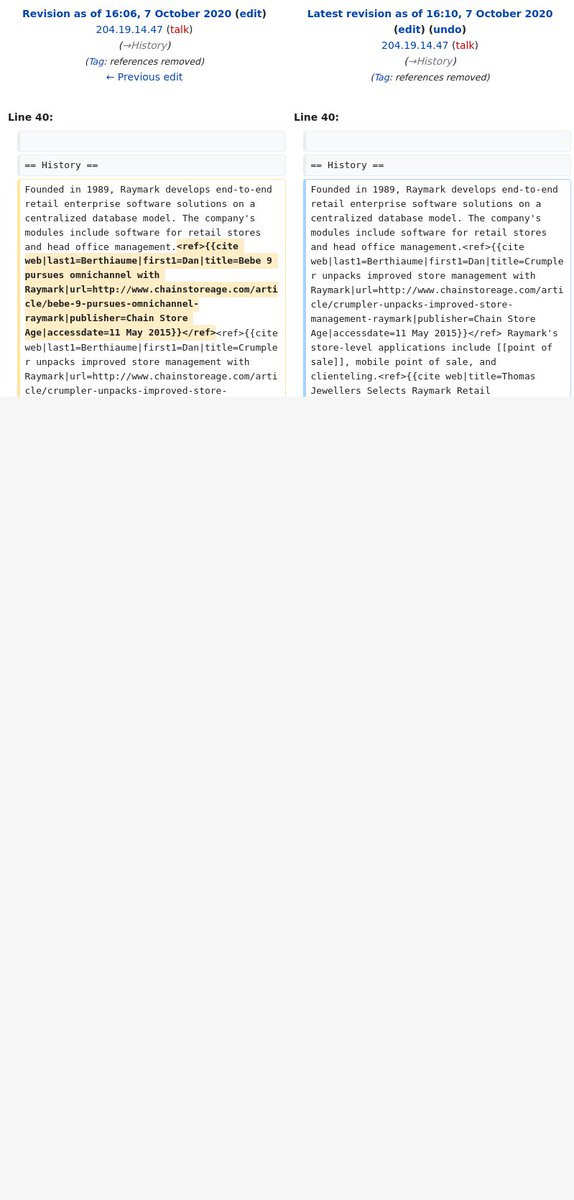 Revision as of 16:06, 7 October 2020 (edit)
204.19.14.47 (talk)
(→History)
(Tag: references removed)
← Previous edit
Line 40:
== History ==
Founded in 1989, Raymark develops end-to-end
retail enterprise software solutions on a
centralized database model. The company's
modules include software for retail stores
and head office management.<ref>{{cite
web|last1=Berthiaume|first1=Dan|title=Bebe 9
pursues omnichannel with
Raymark|url=http://www.chainstoreage.com/arti
cle/bebe-9-pursues-omnichannel-
raymark|publisher=Chain Store
Age|accessdate=11 May 2015}}</ref><ref>{{cite
web|last1=Berthiaume|first1=Dan|title=Crumple
r unpacks improved store management with
Raymark|url=http://www.chainstoreage.com/arti
cle/crumpler-unpacks-improved-store-
Latest revision as of 16:10, 7 October 2020
(edit) (undo)
204.19.14.47 (talk)
(→History)
(Tag: references removed)
Line 40:
== History ==
Founded in 1989, Raymark develops end-to-end
retail enterprise software solutions on a
centralized database model. The company's
modules include software for retail stores
and head office management.<ref>{{cite
web|last1=Berthiaume|first1=Dan|title=Crumple
r unpacks improved store management with
Raymark|url=http://www.chainstoreage.com/arti
cle/crumpler-unpacks-improved-store-
management-raymark|publisher=Chain Store
Age|accessdate=11 May 2015}}</ref> Raymark's
store-level applications include [[point of
sale]], mobile point of sale, and
clienteling.<ref>{{cite web|title=Thomas
Jewellers Selects Raymark Retail